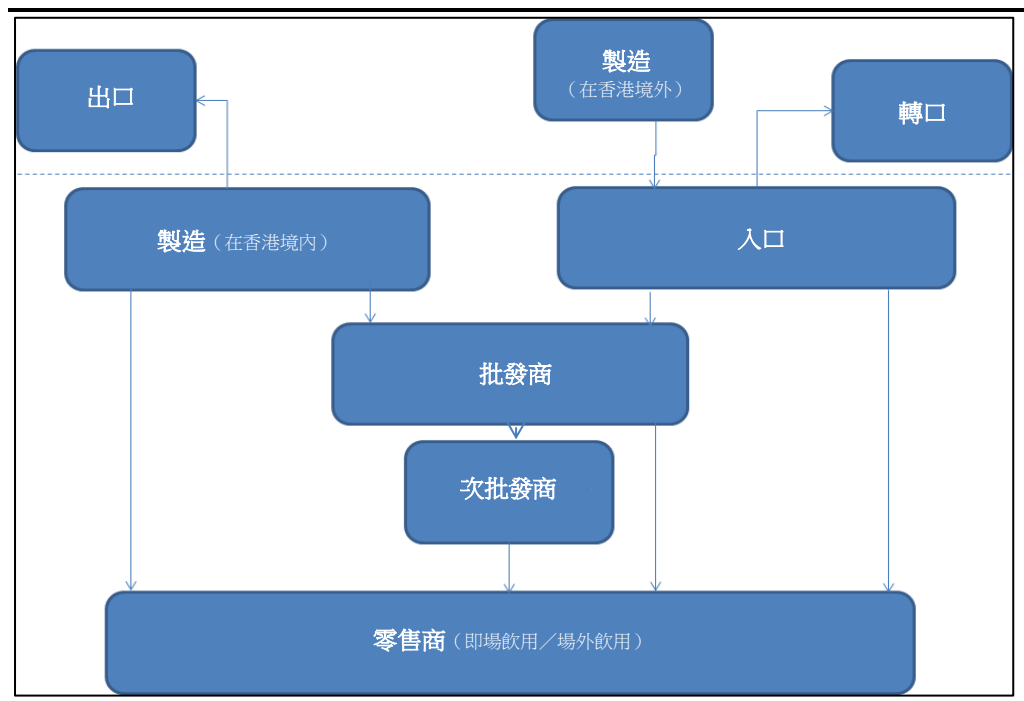 出口
製造
（在香港境外）
轉口
製造（在香港境內）
入口
批發商
次批發商
零售商（即場飲用／場外飲用）